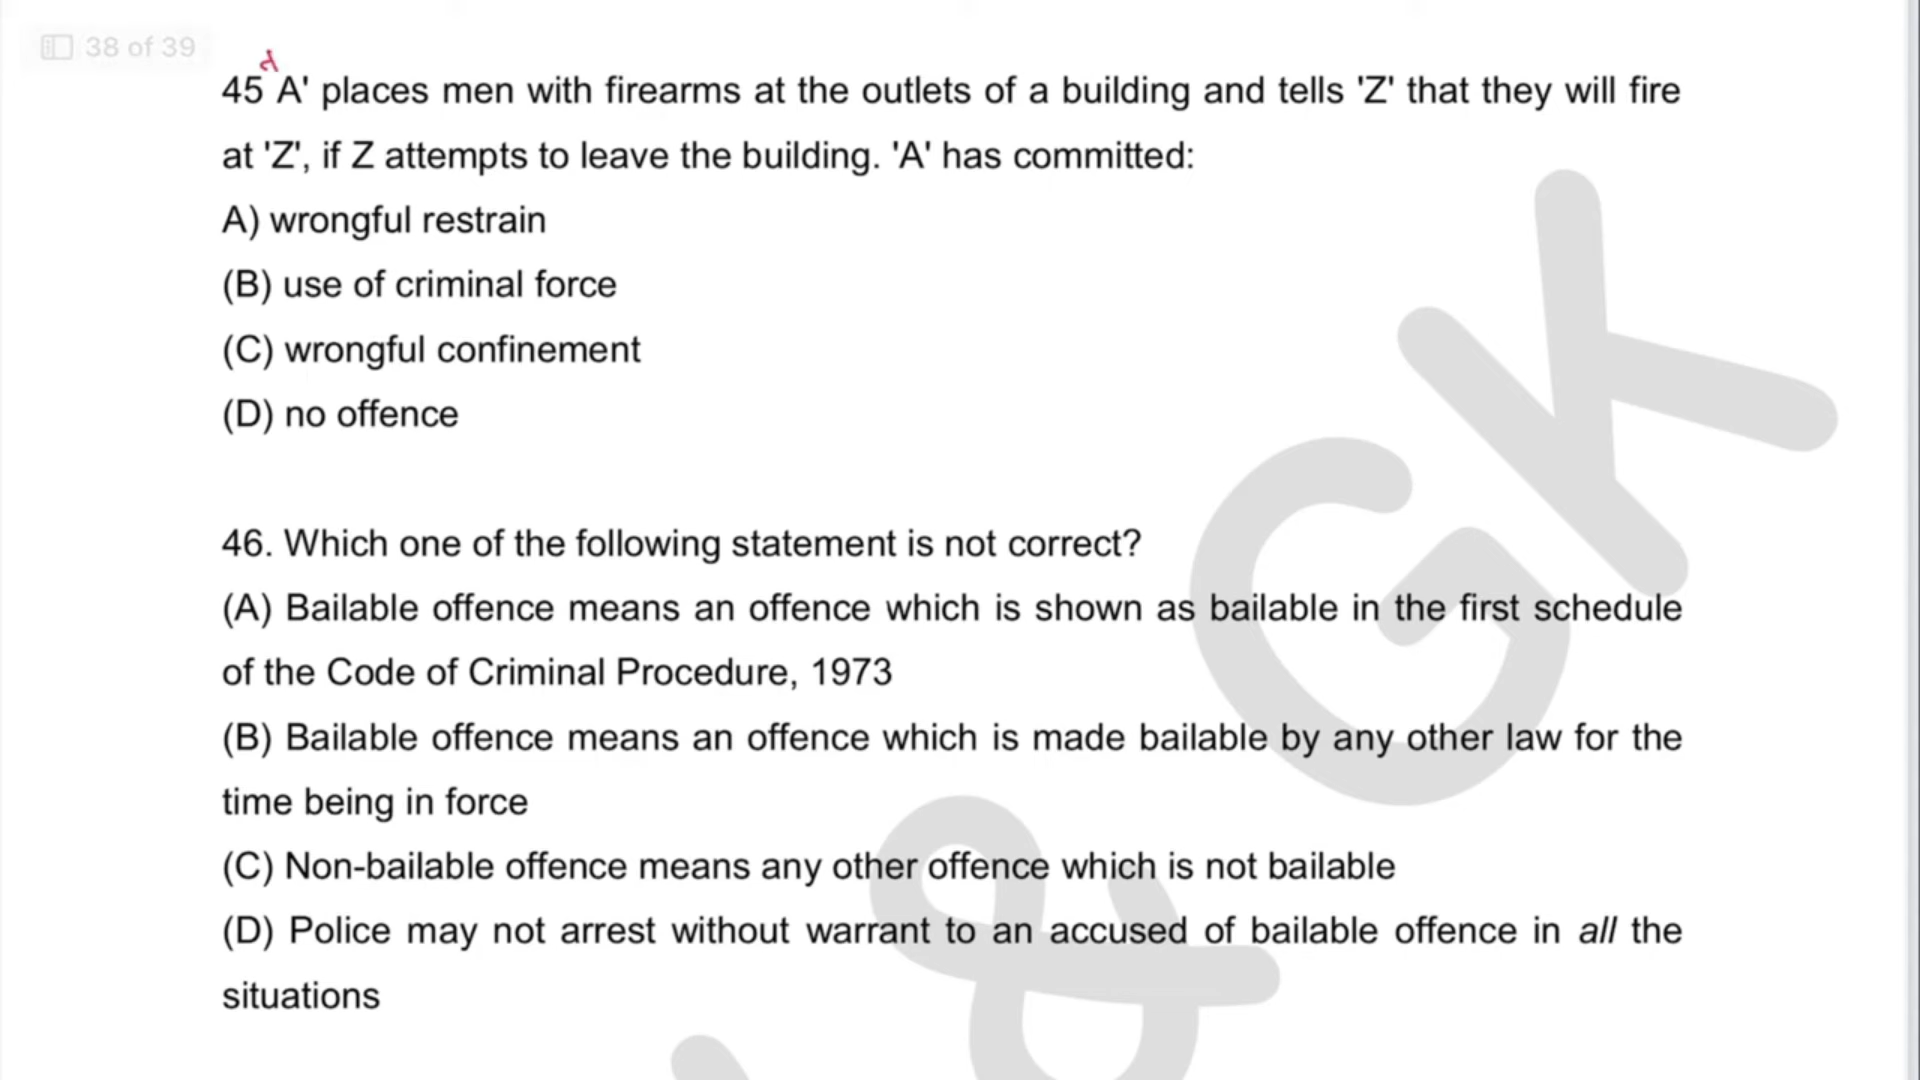 38 of 39
45 A' places men with firearms at the outlets of a building and tells 'Z' that they will fire
at 'Z', if Z attempts to leave the building. 'A' has committed:
A) wrongful restrain
(B) use of criminal force
(C) wrongful confinement
(D) no offence
46. Which one of the following statement is not correct?
(A) Bailable offence means an offence which is shown as bailable in the first schedule
of the Code of Criminal Procedure, 1973
(B) Bailable offence means an offence which is made bailable by any other law for the
time being in force
(C) Non-bailable offence means any other offence which is not bailable
(D) Police may not arrest without warrant to an accused of bailable offence in all the
situations
& GK